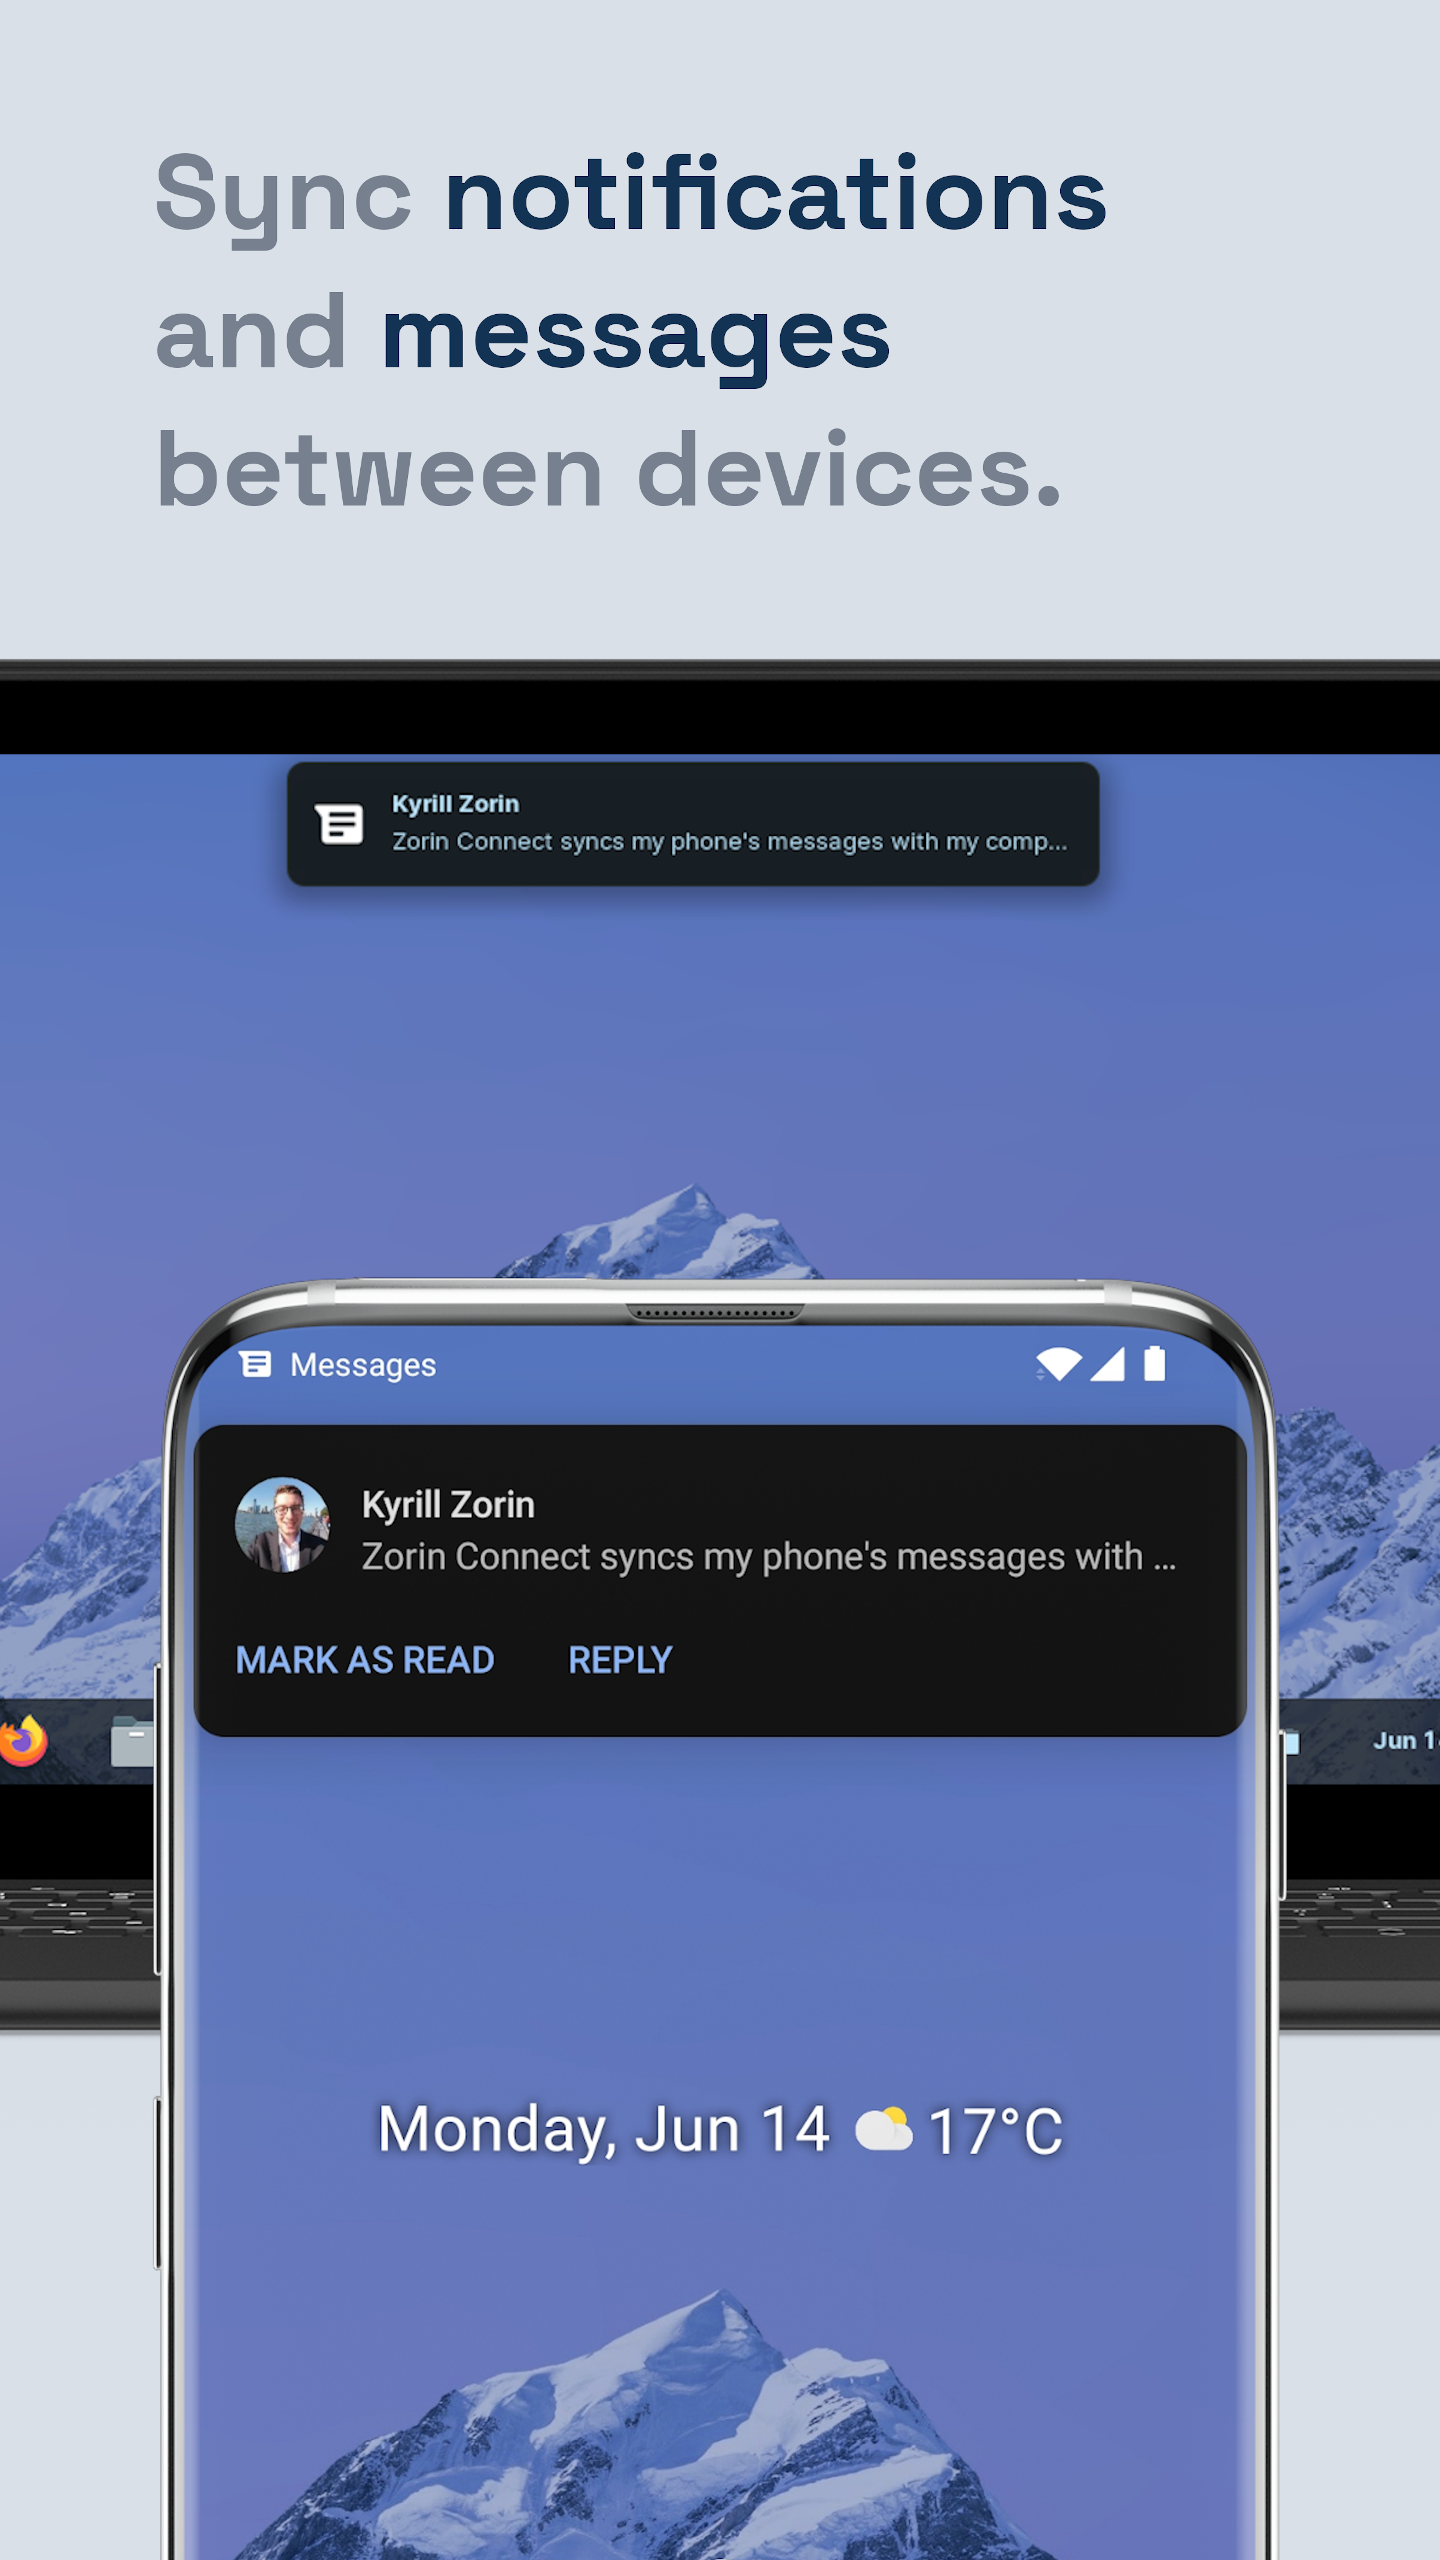 Sync notifications
and messages
between devices.
Kyrill Zorin
Zorin Connect syncs my phone's messages with my comp...
Messages
Kyrill Zorin
Zorin Connect syncs my phone's messages with ...
MARK AS READ REPLY
Jun 1
Monday, Jun 14 17°C